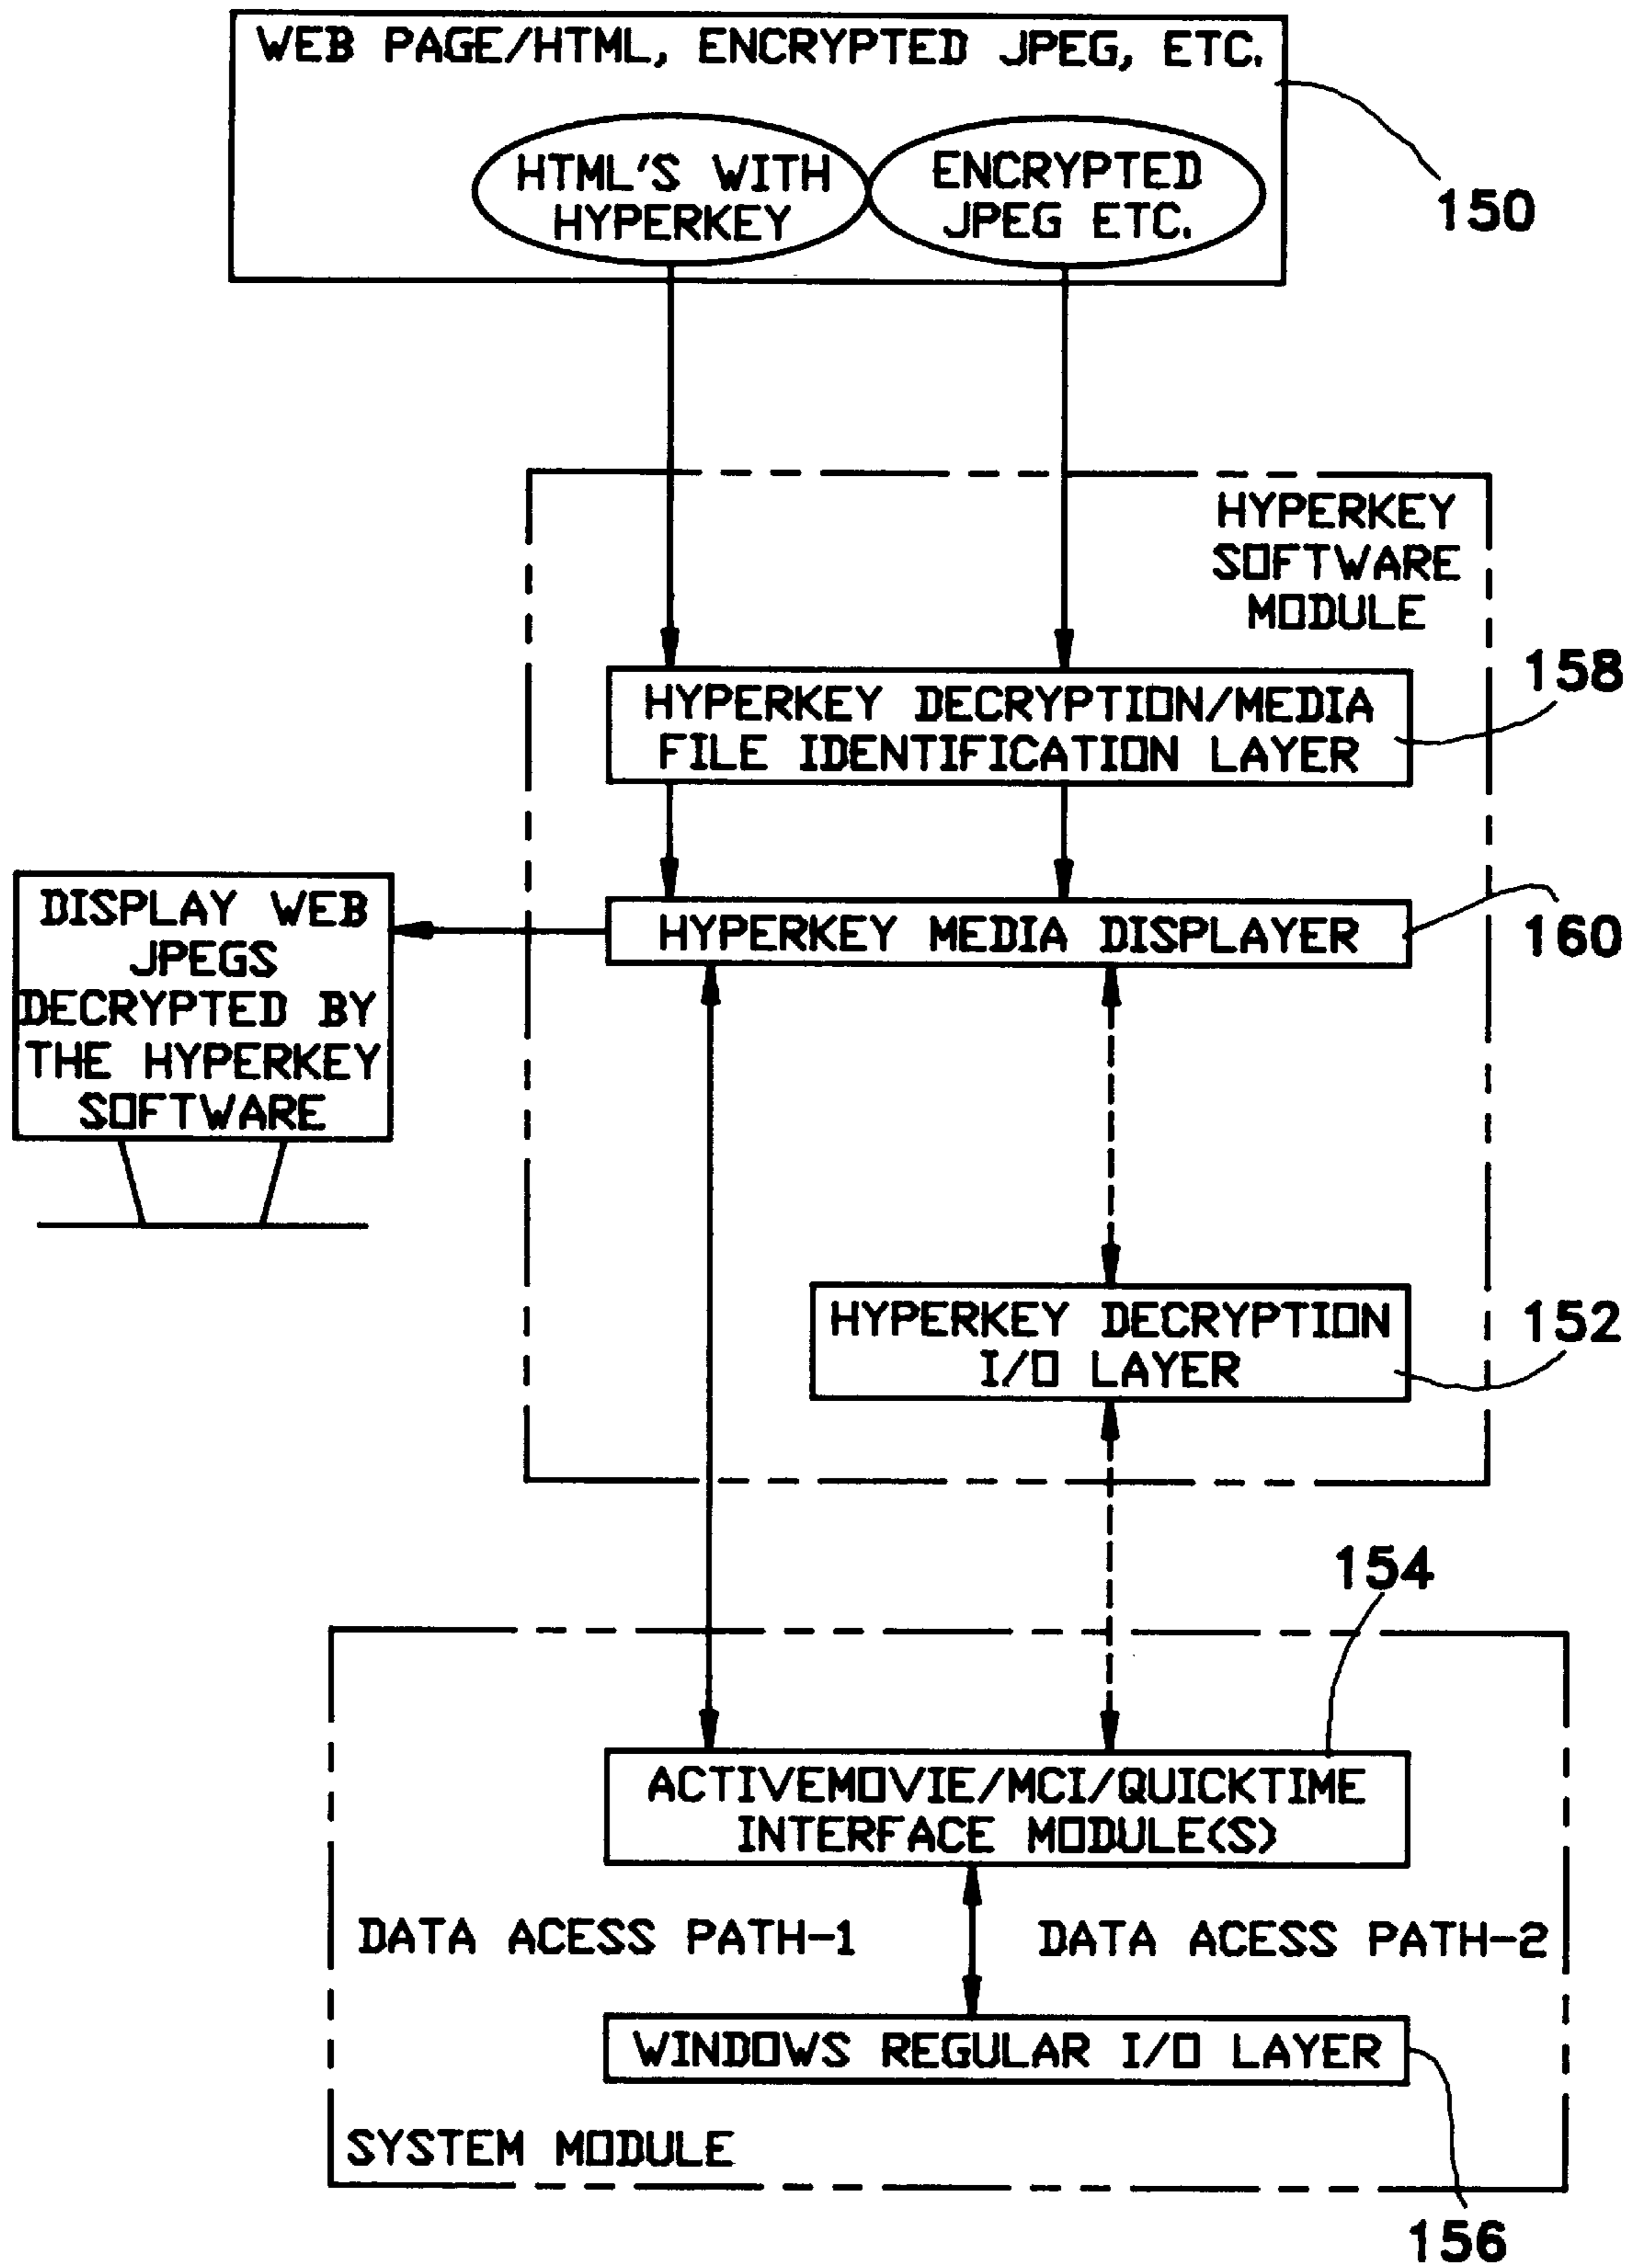 WEB PAGE/HTML, ENCRYPTED JPEG, ETC.
HTML'S WITH
HYPERKEY
ENCRYPTED
JPEG ETC.
150
HYPERKEY
SOFTWARE
MODULE
158
HYPERKEY DECRYPTION/MEDIA
FILE IDENTIFICATION LAYER
DISPLAY WEB
JPEGS
DECRYPTED BY
THE HYPERKEY
SOFTWARE
HYPERKEY MEDIA DISPLAYER
160
HYPERKEY DECRYPTION
I/O LAYER
152
154
ACTIVEMOVIE/MCI/QUICKTIME
INTERFACE MODULE(S)
DATA ACESS PATH-1
DATA ACESS PATH-2
WINDOWS REGULAR I/O LAYER
SYSTEM MODULE
156